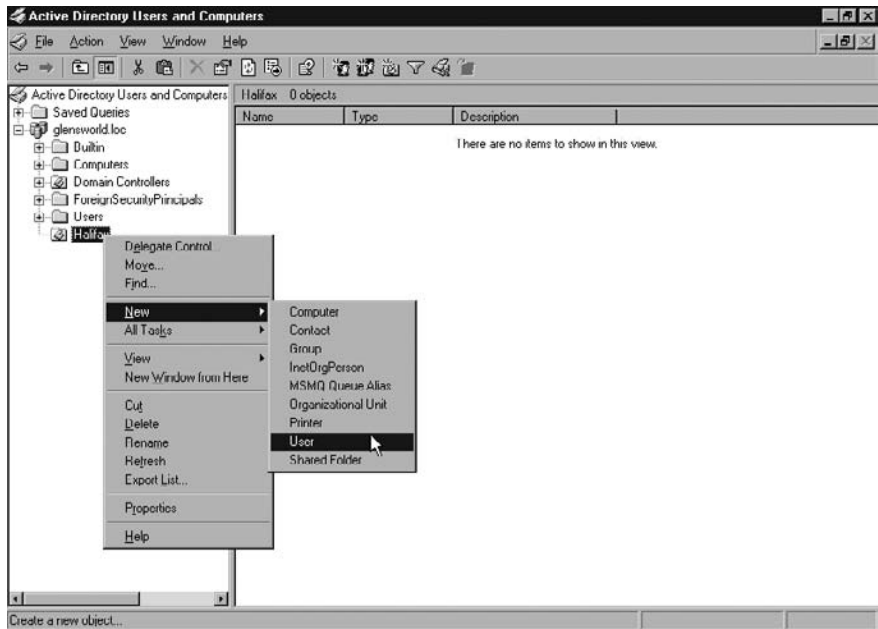 Active Directory Users and Computers
File Action View Window Help
Active Directory Users and Computers
Saved Queries
glensworld.loc
Builtin
Computers
Domain Controllers
ForeignSecurityPrincipals
Users
Halifax
Halifax 0 objects
Name Type Description
There are no items to show in this view.
Delegate Control...
Move...
Find...
New
All Tasks
View
New Window from Here
Cut
Delete
Rename
Refresh
Export List...
Properties
Help
Computer
Contact
Group
InetOrgPerson
MSMQ Queue Alias
Organizational Unit
Printer
User
Shared Folder
Create a new object...